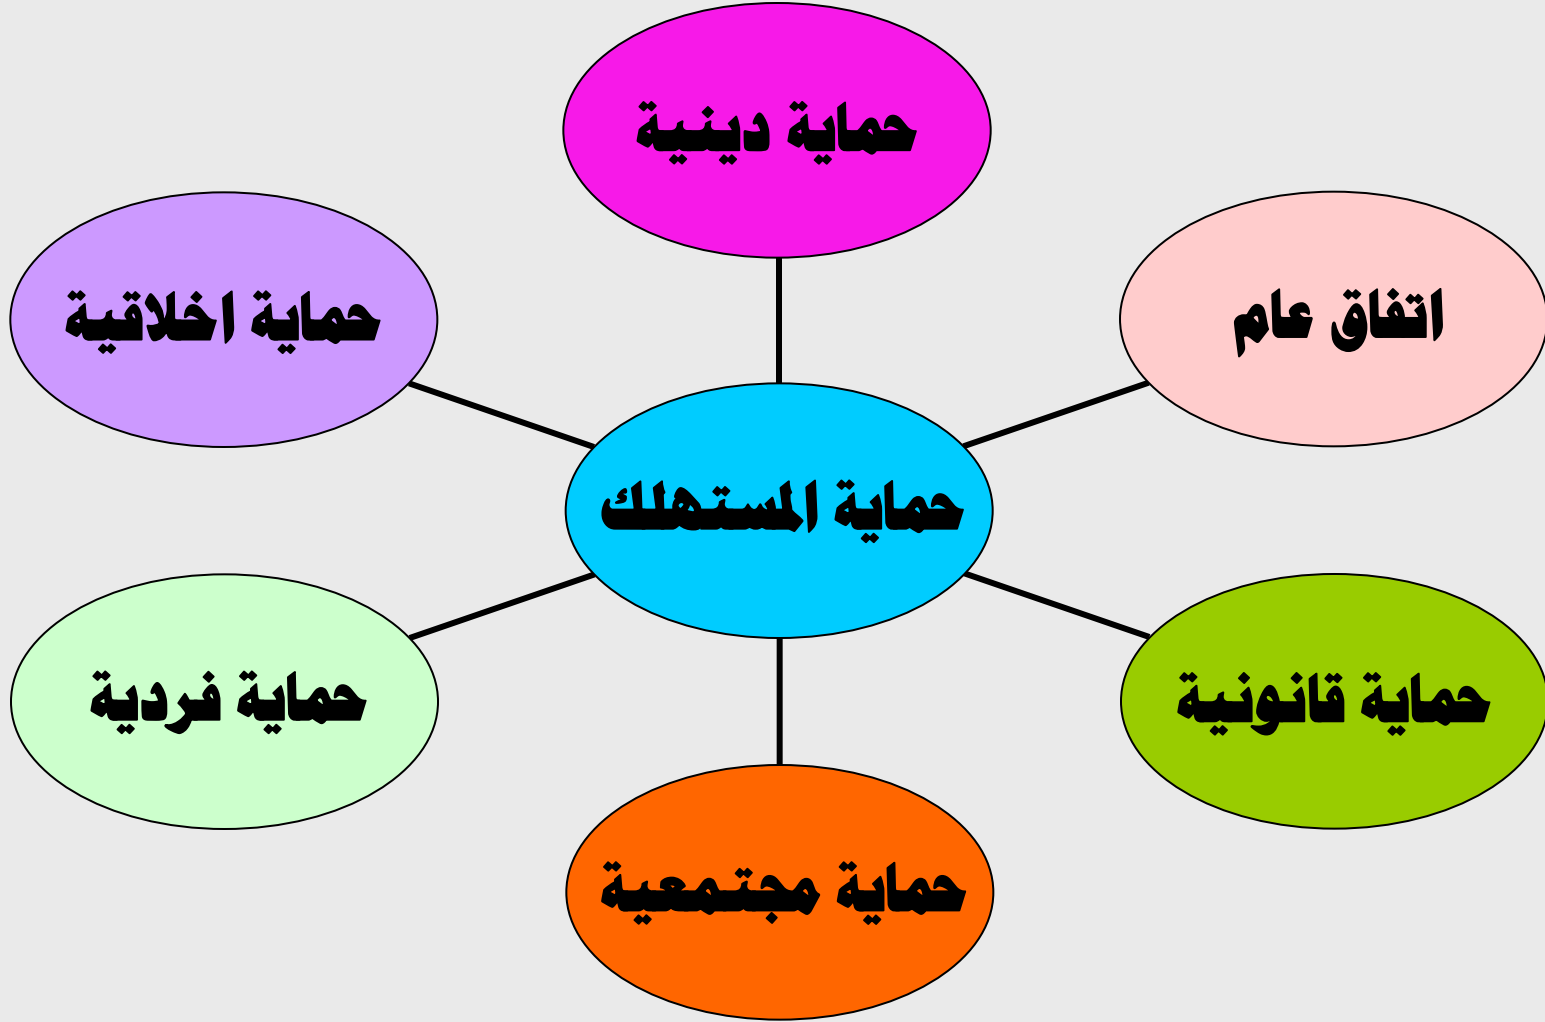 حماية دينية
اتفاق عام
حماية اخلاقية
حماية المستهلك
حماية قانونية
حماية فردية
حماية مجتمعية